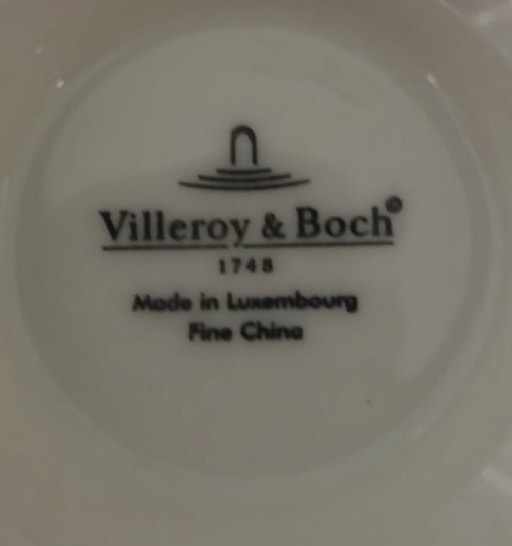 Villeroy & Boch®
1748
Made in Luxembourg
Fine China